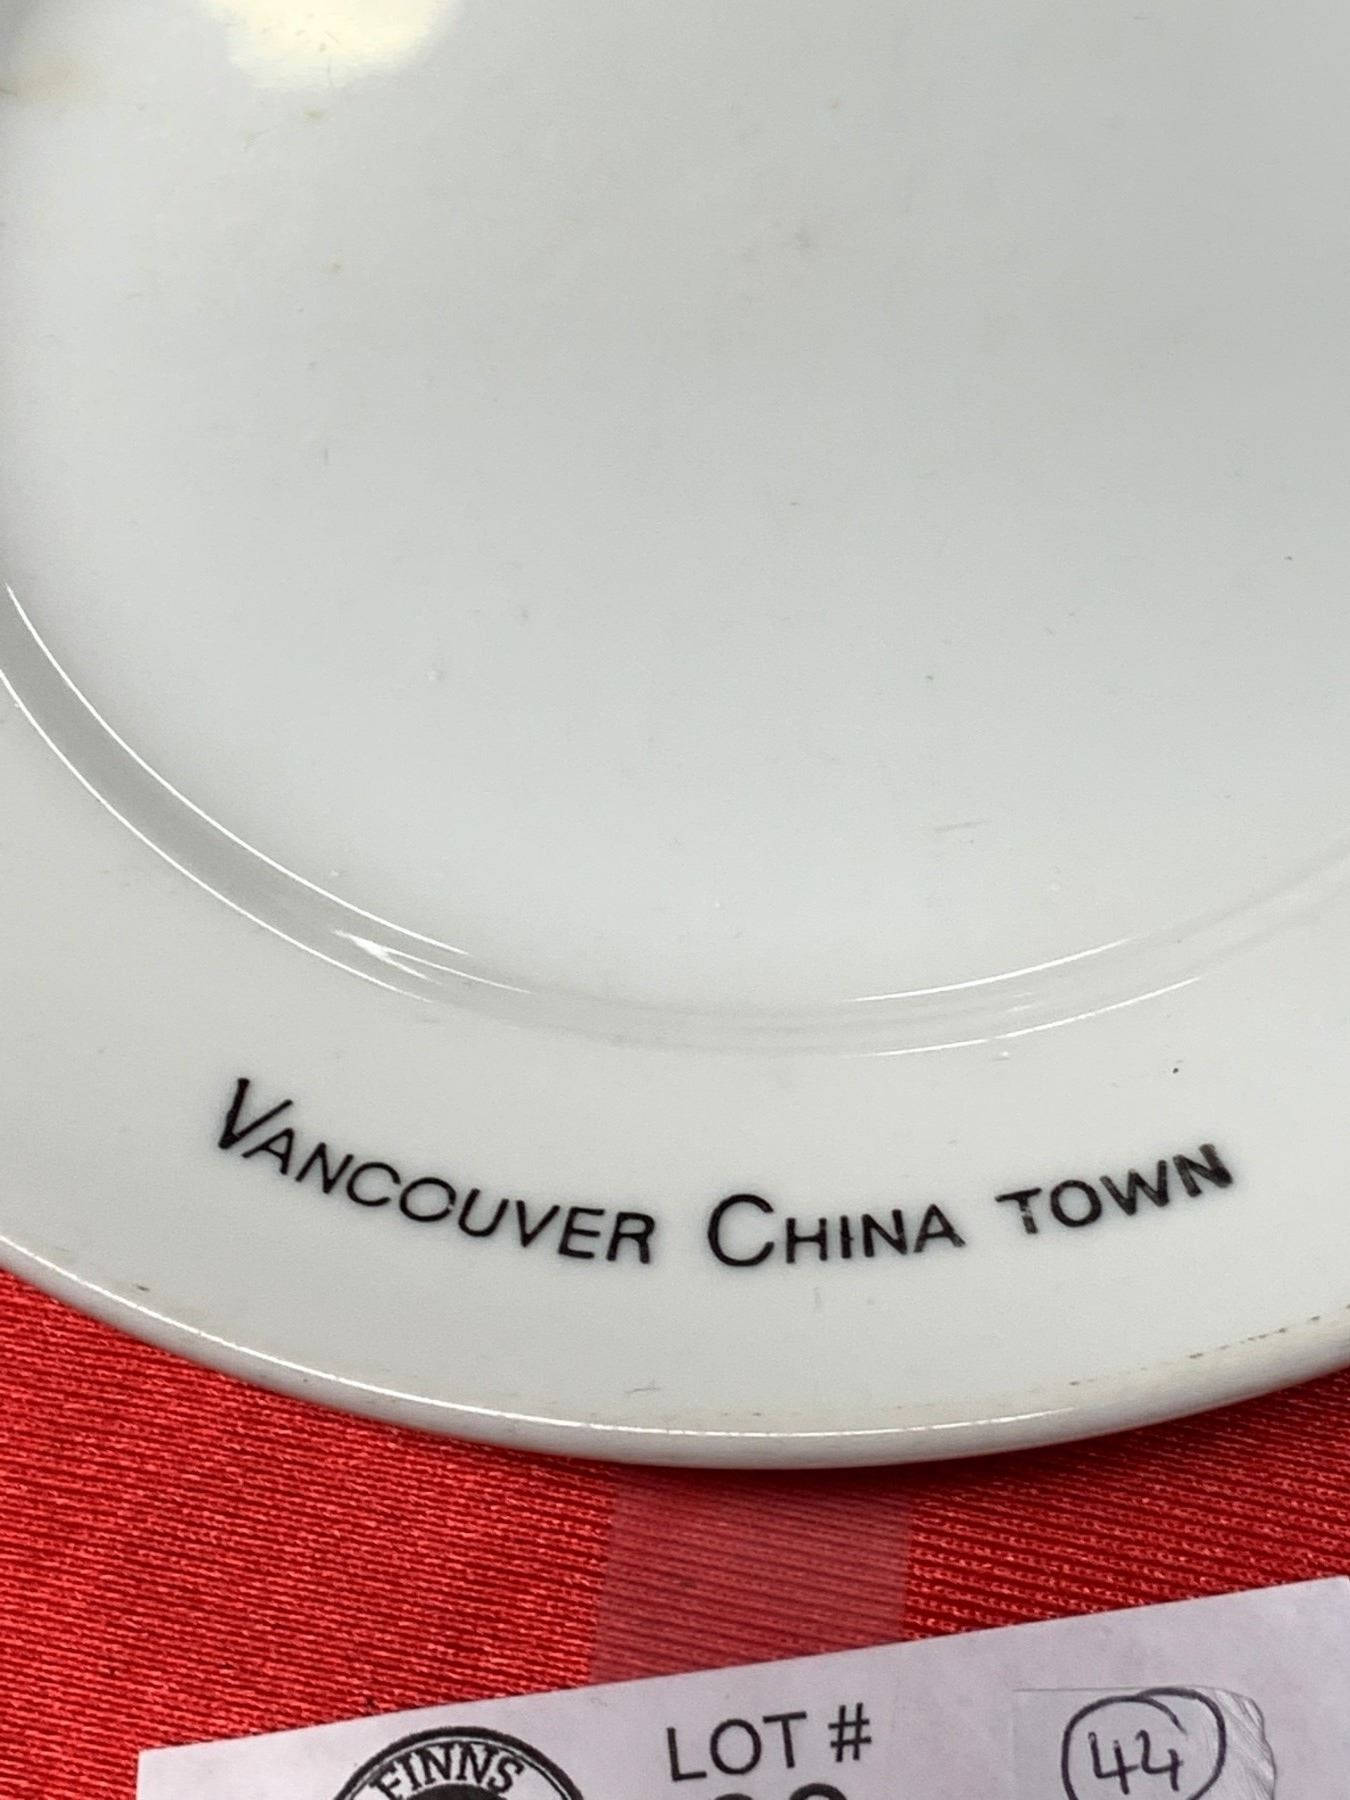 VANCOUVER CHINA TOWN
FINNS
LOT #
44